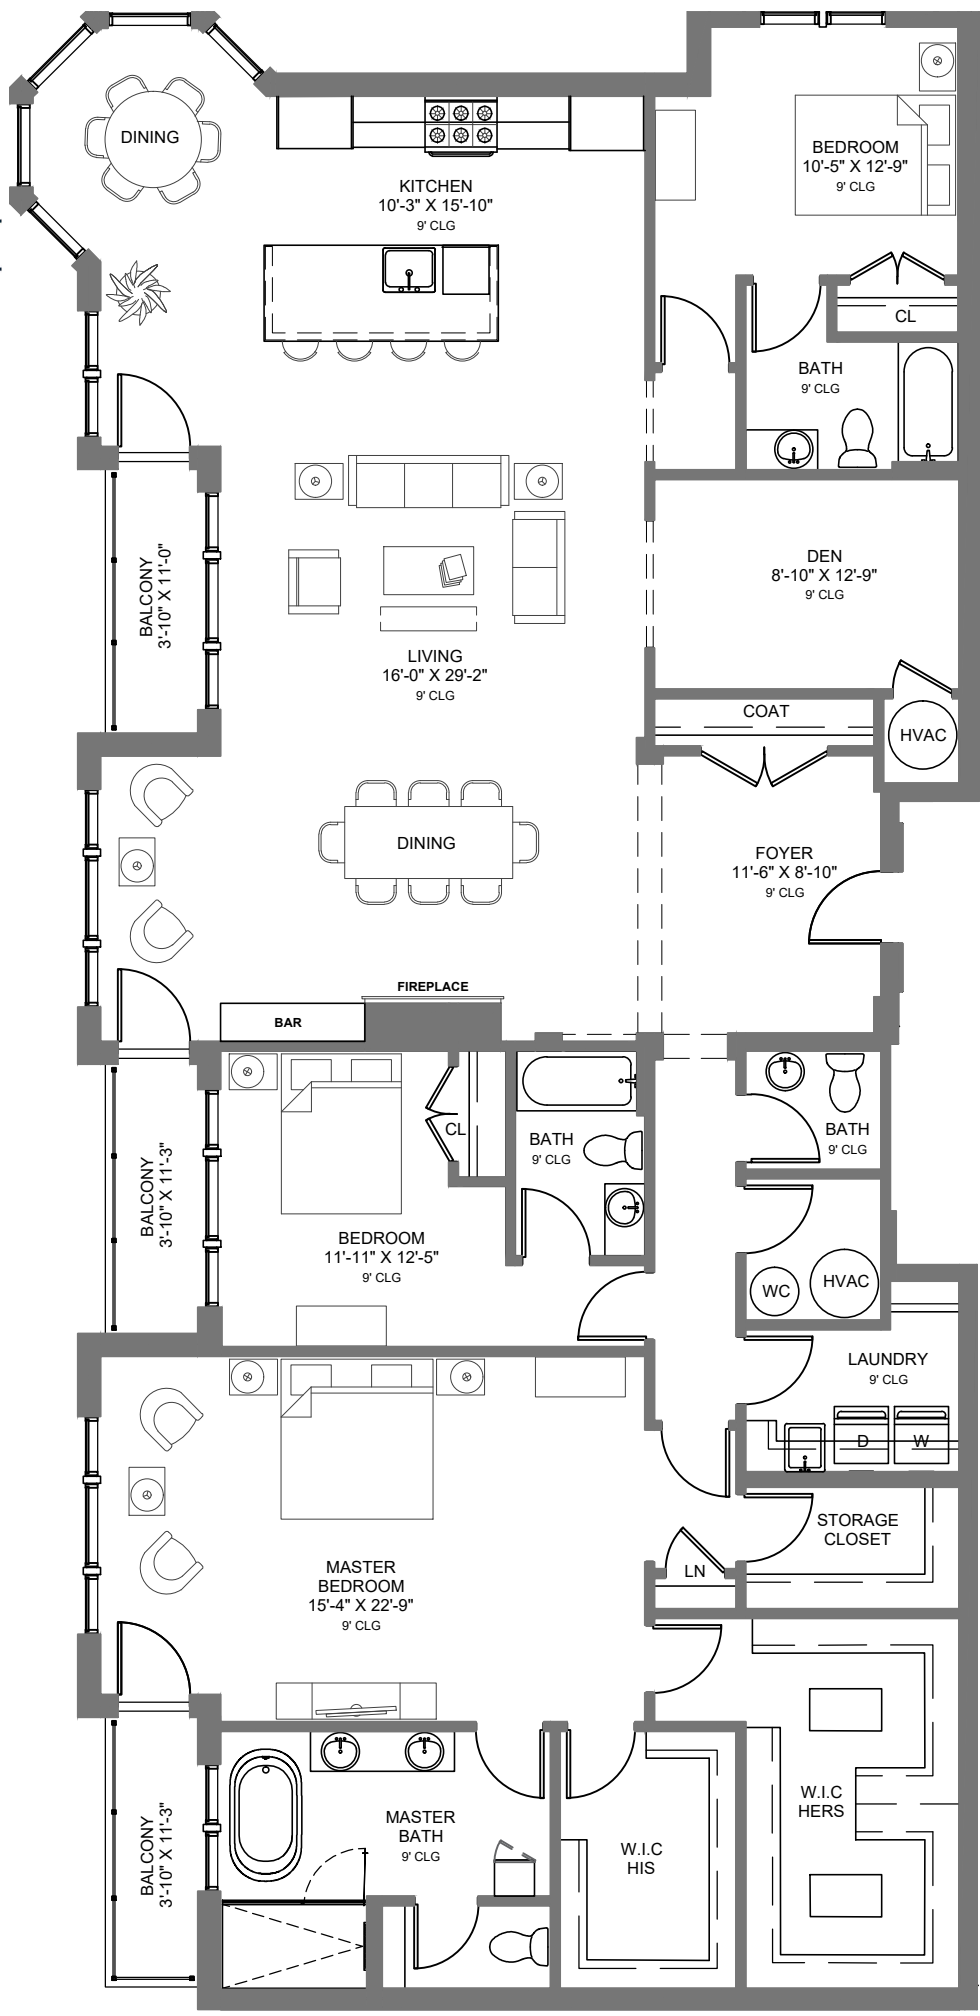 DINING
KITCHEN
10'-3" X 15'-10"
9' CLG
BEDROOM
10'-5" X 12'-9"
9' CLG
CL
BATH
9' CLG
BALCONY
3'-10" X 11'-0"
DEN
8'-10" X 12'-9"
9' CLG
LIVING
16'-0" X 29'-2"
9' CLG
COAT
HVAC
DINING
FOYER
11'-6" X 8'-10"
9' CLG
FIREPLACE
BAR
BALCONY
3'-10" X 11'-3"
CL
BATH
9' CLG
BATH
9' CLG
BEDROOM
11'-11" X 12'-5"
9' CLG
WC
HVAC
LAUNDRY
9' CLG
D
W
STORAGE
CLOSET
LN
MASTER
BEDROOM
15'-4" X 22'-9"
9' CLG
BALCONY
3'-10" X 11'-3"
MASTER
BATH
9' CLG
W.I.C
HIS
W.I.C
HERS